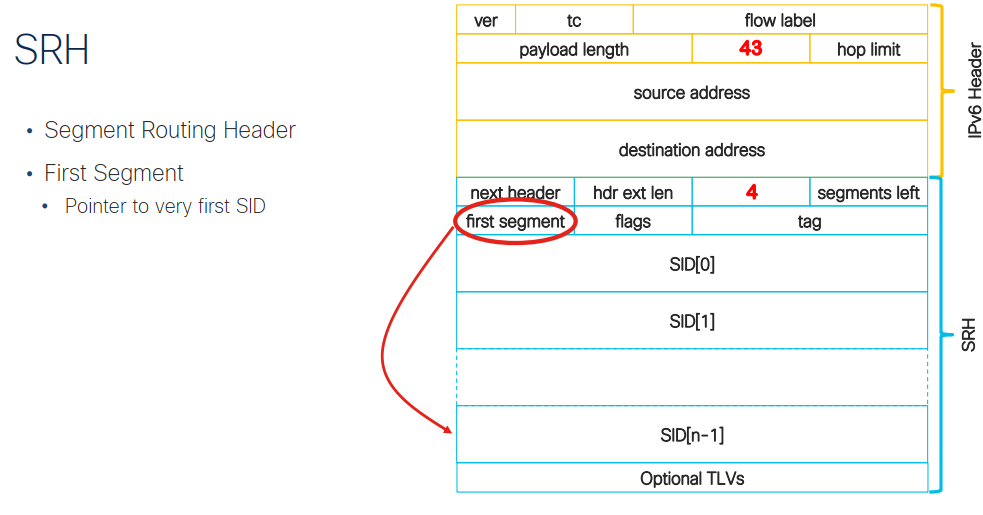 SRH
• Segment Routing Header
• First Segment
• Pointer to very first SID
ver tc flow label
payload length 43 hop limit
source address
destination address
next header hdr ext len 4 segments left
first segment flags tag
SID[0]
SID[1]
SID[n-1]
Optional TLVs
IPv6 Header
SRH